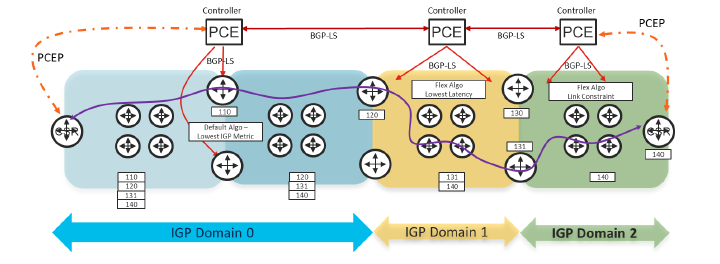 Controller
Controller
Controller
PCE
PCE
PCE
BGP-LS
BGP-LS
PCEP
PCEP
BGP-LS
BGP-LS
BGP-LS
Flex Algo
Lowest Latency
Flex Algo
Link Constraint
110
120
130
Default Algo –
Lowest IGP Metric
CSR
CSR
131
140
110
120
131
140
120
131
140
131
140
140
IGP Domain 0
IGP Domain 1
IGP Domain 2